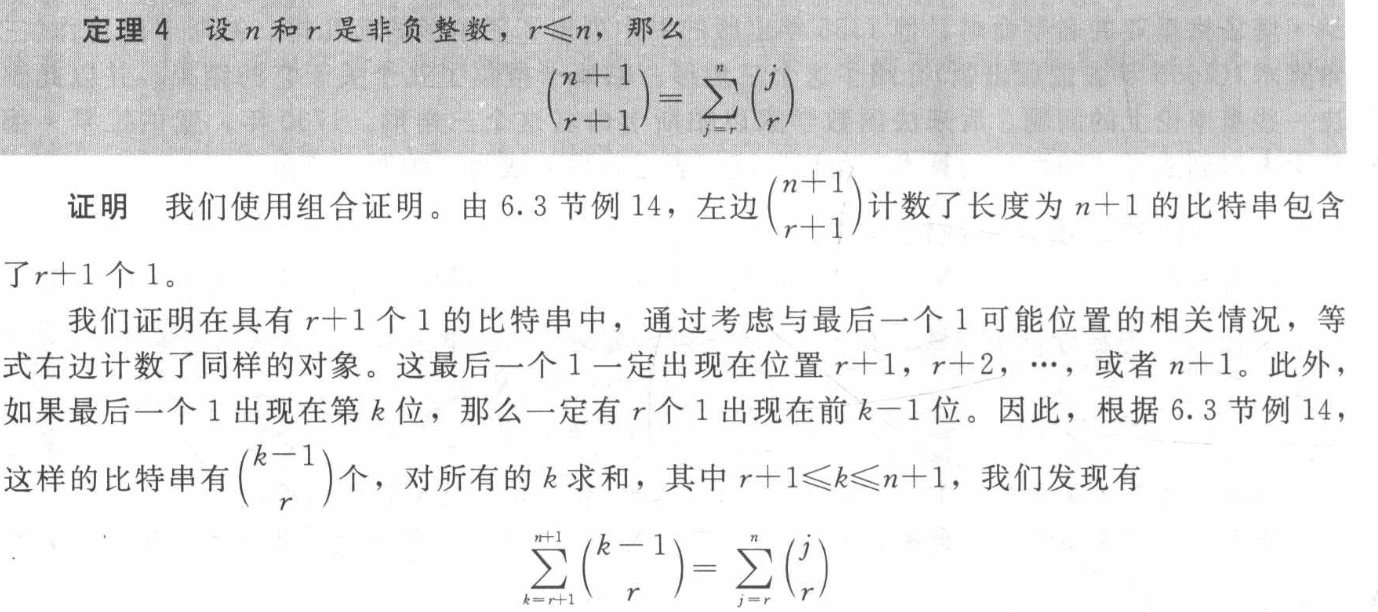 定理4 设 n 和 r 是非负整数，r≤n，那么
$\binom{n+1}{r+1}=\sum_{j=r}^{n}\binom{j}{r}$
证明 我们使用组合证明。由 6.3 节例 14，左边$\binom{n+1}{r+1}$计数了长度为 n+1 的比特串包含
了r+1 个 1。
我们证明在具有 r+1 个 1 的比特串中，通过考虑与最后一个 1 可能位置的相关情况，等
式右边计数了同样的对象。这最后一个 1 一定出现在位置 r+1，r+2，…，或者 n+1。此外，
如果最后一个 1 出现在第 k 位，那么一定有 r 个 1 出现在前 k-1 位。因此，根据 6.3 节例 14，
这样的比特串有$\binom{k-1}{r}$个，对所有的 k 求和，其中 r+1≤k≤n+1，我们发现有
$\sum_{k=r+1}^{n+1}\binom{k-1}{r}=\sum_{j=r}^{n}\binom{j}{r}$